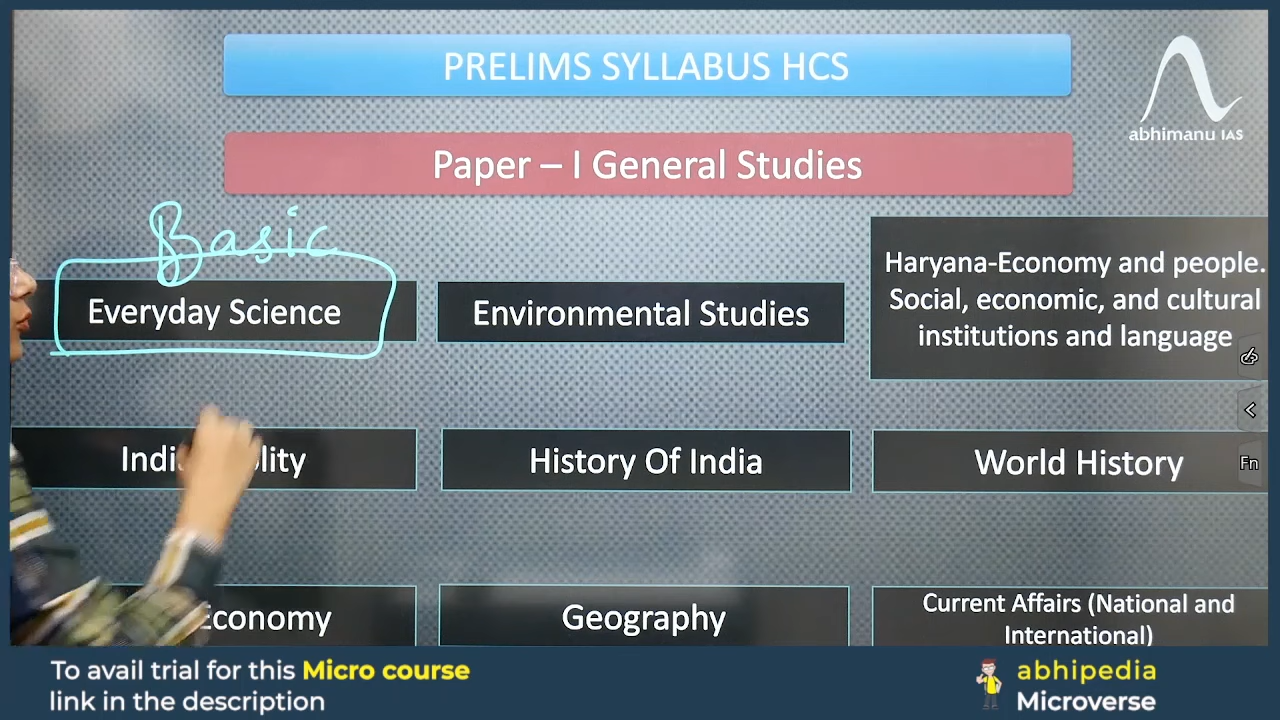 PRELIMS SYLLABUS HCS
abhimanu IAS
Paper – I General Studies
Basic
Everyday Science
Environmental Studies
Haryana-Economy and people.
Social, economic, and cultural
institutions and language
History Of India
World History
Fn
Economy
Geography
Current Affairs (National and
International)
To avail trial for this Micro course
link in the description
abhipedia
Microverse